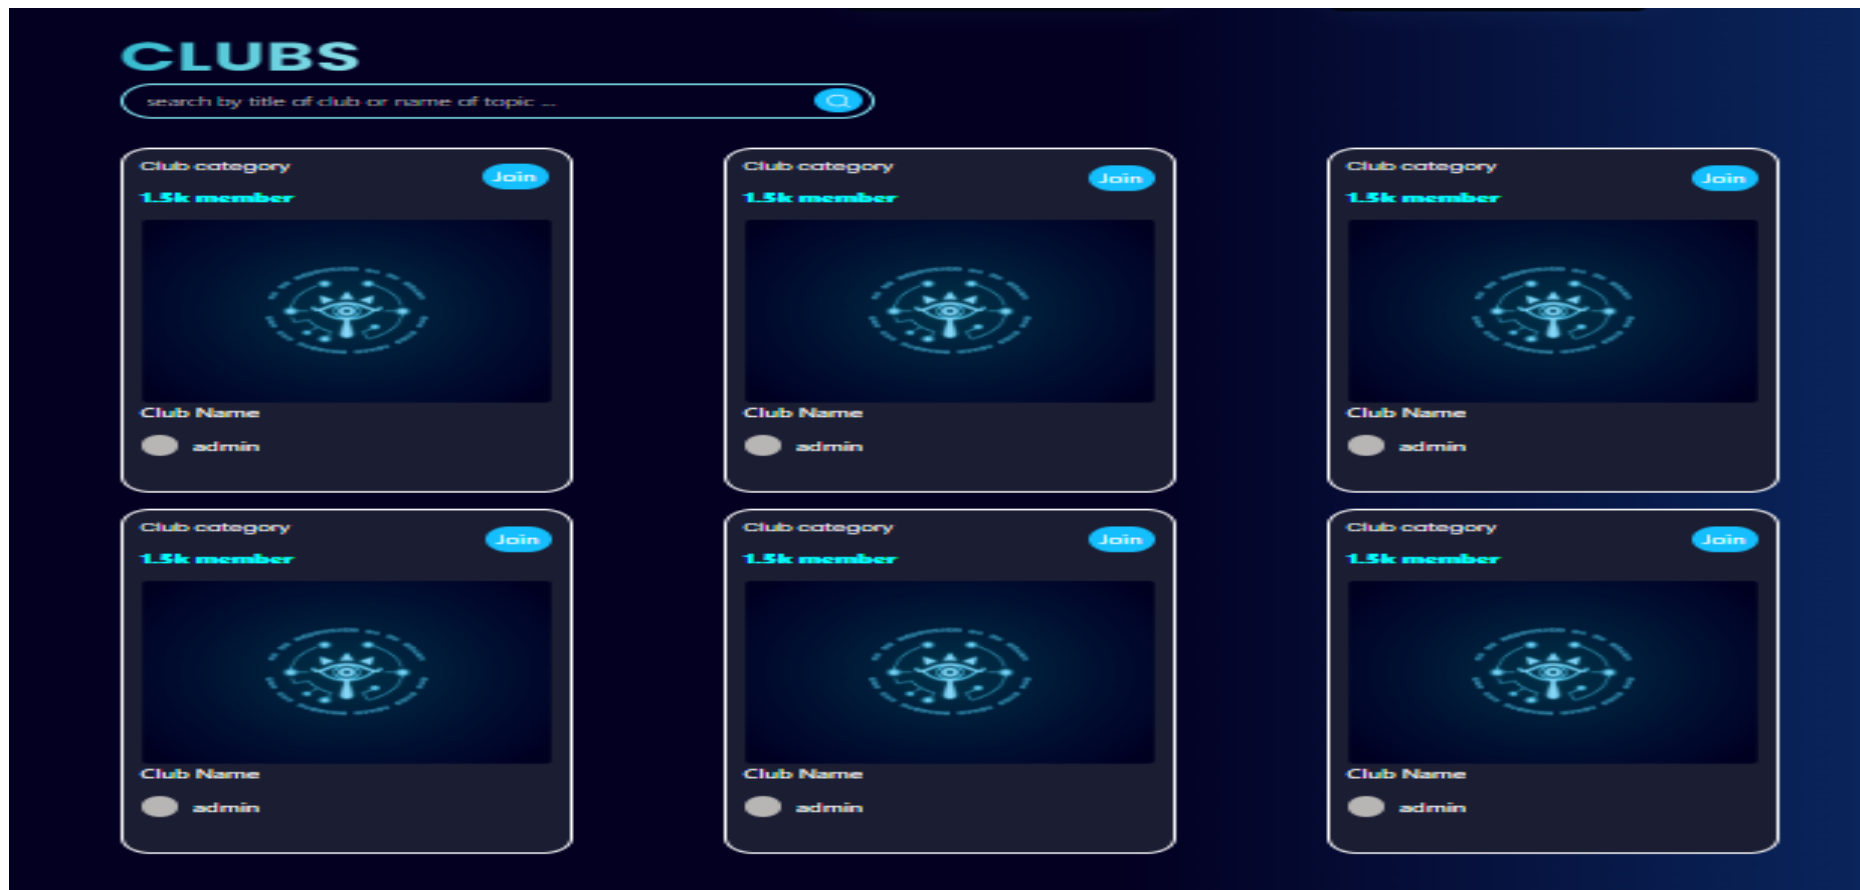 CLUBS
search by title of club or name of topic ...
Club category
Join
1.5k member
Club Name
admin
Club category
Join
1.5k member
Club Name
admin
Club category
Join
1.5k member
Club Name
admin
Club category
Join
1.5k member
Club Name
admin
Club category
Join
1.5k member
Club Name
admin
Club category
Join
1.5k member
Club Name
admin